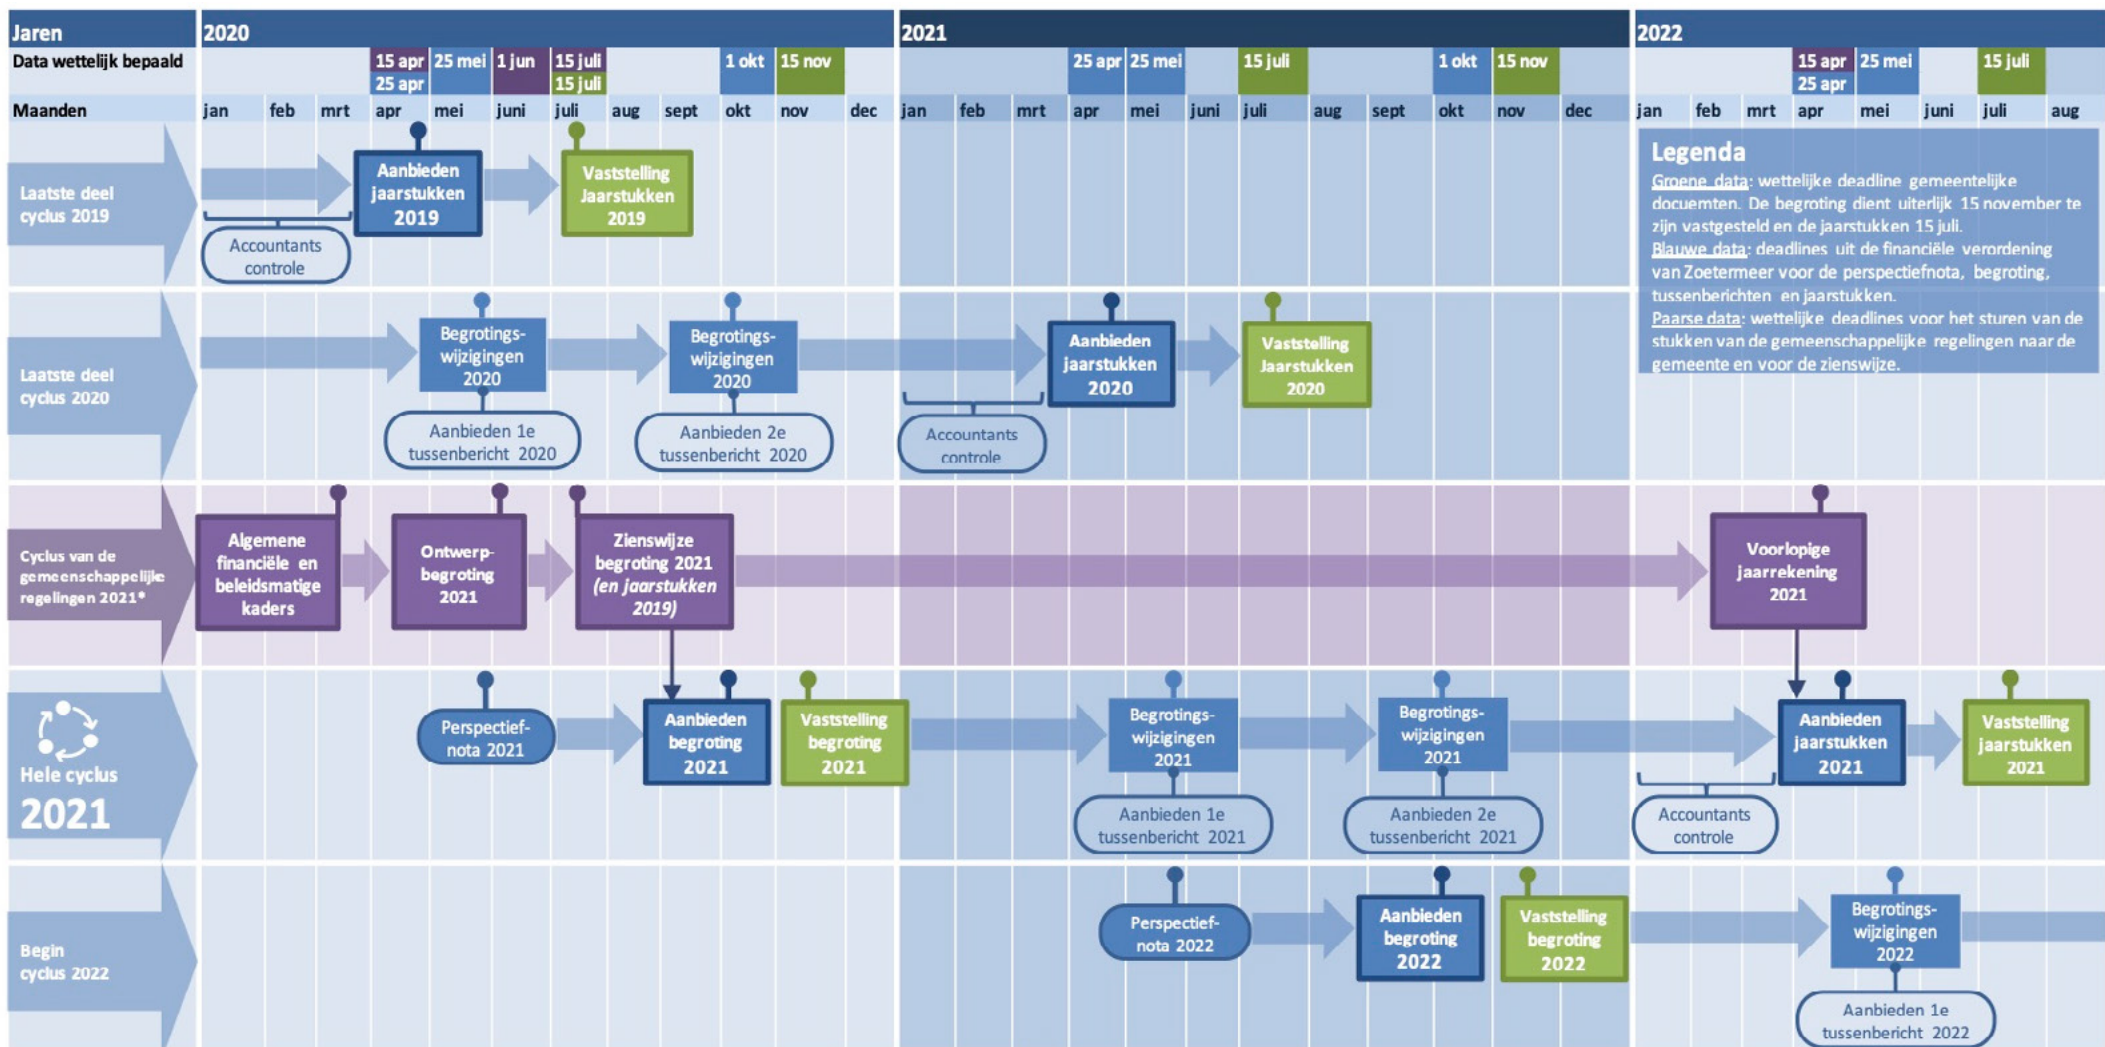 Jaren
2020
2021
2022
Data wettelijk bepaald
15 apr
25 mei
1 jun
15 juli
1 okt
15 nov
25 apr
15 juli
25 apr
25 mei
15 juli
1 okt
15 nov
15 apr
25 mei
15 juli
25 apr
Maanden
jan feb mrt apr mei juni juli aug sept okt nov dec
jan feb mrt apr mei juni juli aug sept okt nov dec
jan feb mrt apr mei juni juli aug
Laatste deel
cyclus 2019
Accountants
controle
Aanbieden
jaarstukken
2019
Vaststelling
Jaarstukken
2019
Legenda
Groene data: wettelijke deadline gemeentelijke
docuemten. De begroting dient uiterlijk 15 november te
zijn vastgesteld en de jaarstukken 15 juli.
Blauwe data: deadlines uit de financiële verordening
van Zoetermeer voor de perspectiefnota, begroting,
tussenberichten en jaarstukken.
Paarse data: wettelijke deadlines voor het sturen van de
stukken van de gemeenschappelijke regelingen naar de
gemeente en voor de zienswijze.
Laatste deel
cyclus 2020
Begrotings-
wijzigingen
2020
Aanbieden 1e
tussenbericht 2020
Begrotings-
wijzigingen
2020
Aanbieden 2e
tussenbericht 2020
Accountants
controle
Aanbieden
jaarstukken
2020
Vaststelling
Jaarstukken
2020
Cyclus van de
gemeenschappelijke
regelingen 2021*
Algemene
financiële en
beleidsmatige
kaders
Ontwerp-
begroting
2021
Zienswijze
begroting 2021
(en jaarstukken
2019)
Voorlopige
jaarrekening
2021
Hele cyclus
2021
Perspectief-
nota 2021
Aanbieden
begroting
2021
Vaststelling
begroting
2021
Begrotings-
wijzigingen
2021
Aanbieden 1e
tussenbericht 2021
Begrotings-
wijzigingen
2021
Aanbieden 2e
tussenbericht 2021
Accountants
controle
Aanbieden
jaarstukken
2021
Vaststelling
jaarstukken
2021
Begin
cyclus 2022
Perspectief-
nota 2022
Aanbieden
begroting
2022
Vaststelling
begroting
2022
Begrotings-
wijzigingen
2022
Aanbieden 1e
tussenbericht 2022